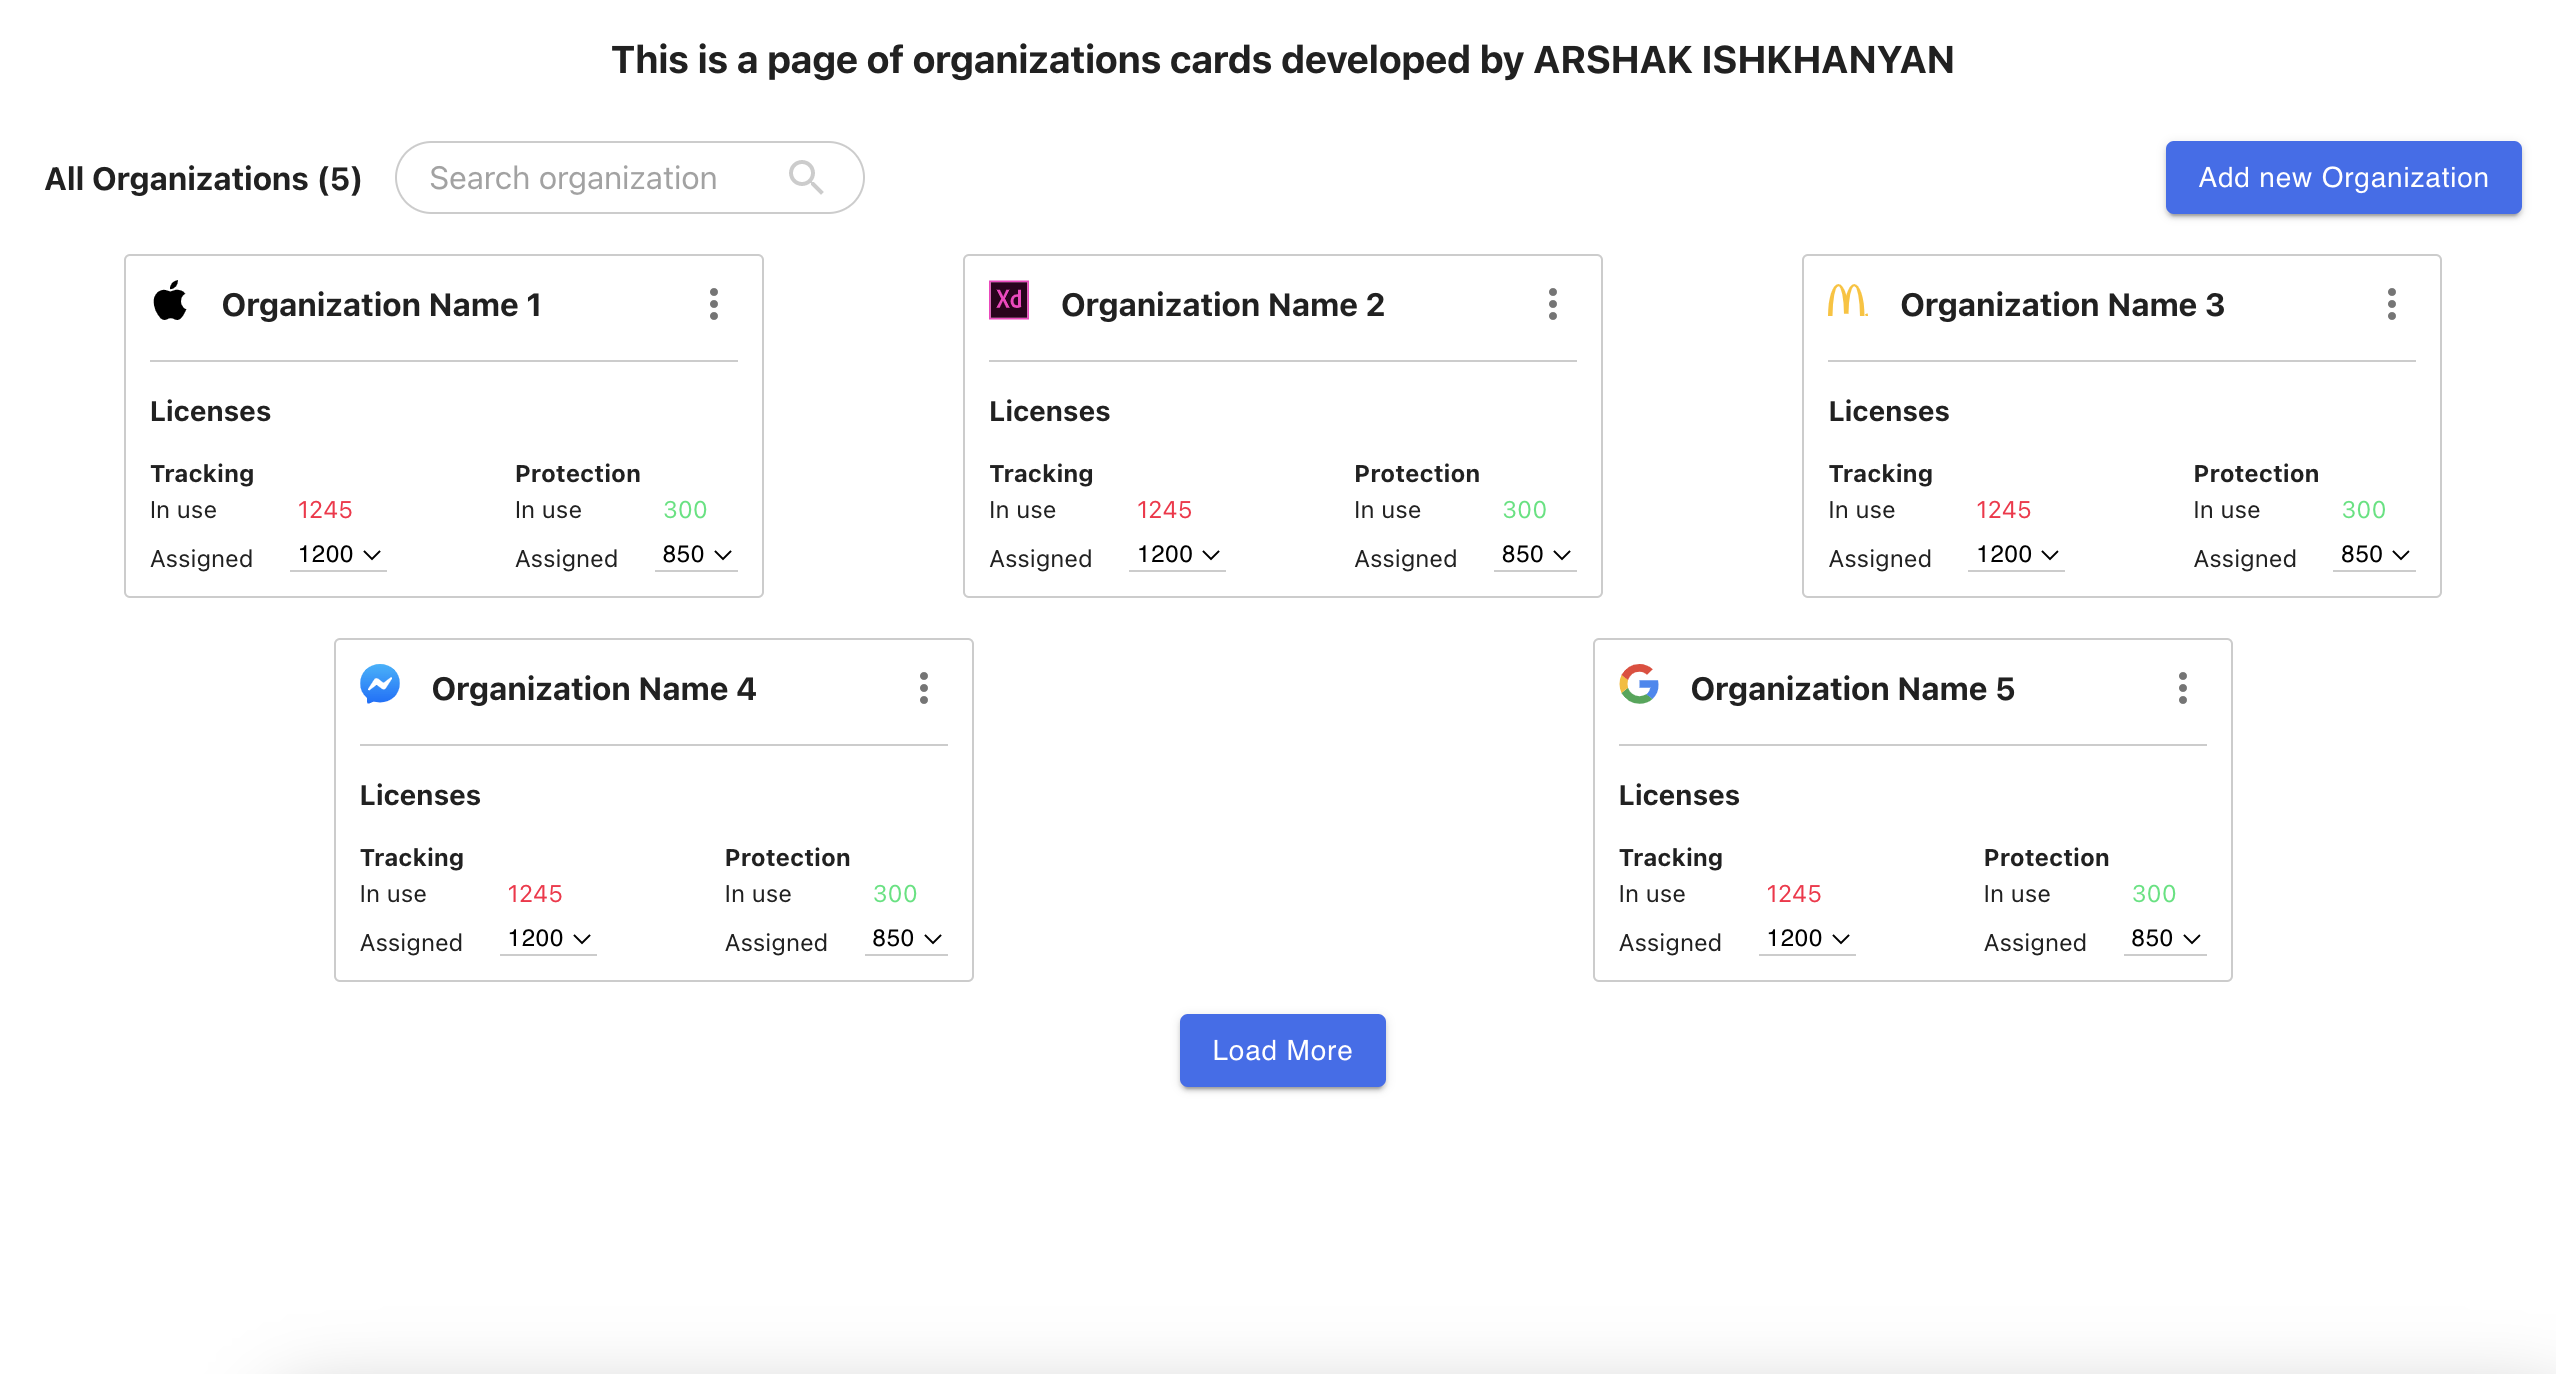 This is a page of organizations cards developed by ARSHAK ISHKHANYAN
All Organizations (5)
Search organization
Add new Organization
Organization Name 1
Licenses
Tracking
In use 1245
Assigned 1200
Protection
In use 300
Assigned 850
Xd
Organization Name 2
Licenses
Tracking
In use 1245
Assigned 1200
Protection
In use 300
Assigned 850
Organization Name 3
Licenses
Tracking
In use 1245
Assigned 1200
Protection
In use 300
Assigned 850
Organization Name 4
Licenses
Tracking
In use 1245
Assigned 1200
Protection
In use 300
Assigned 850
Organization Name 5
Licenses
Tracking
In use 1245
Assigned 1200
Protection
In use 300
Assigned 850
Load More